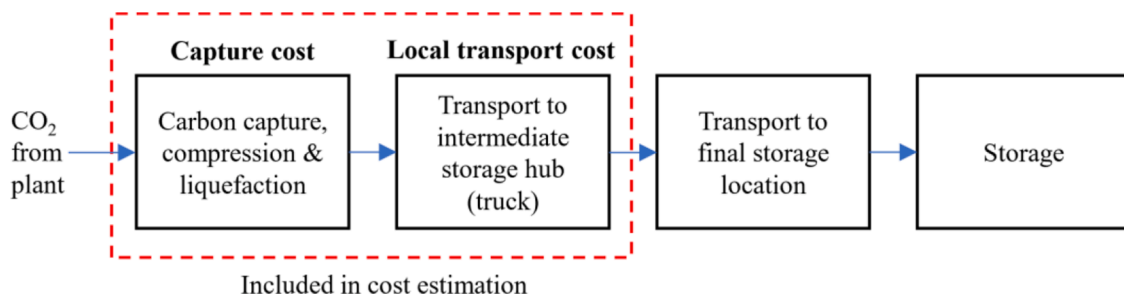 Capture cost
Local transport cost
CO₂
from
plant
Carbon capture,
compression &
liquefaction
Transport to
intermediate
storage hub
(truck)
Transport to
final storage
location
Storage
Included in cost estimation